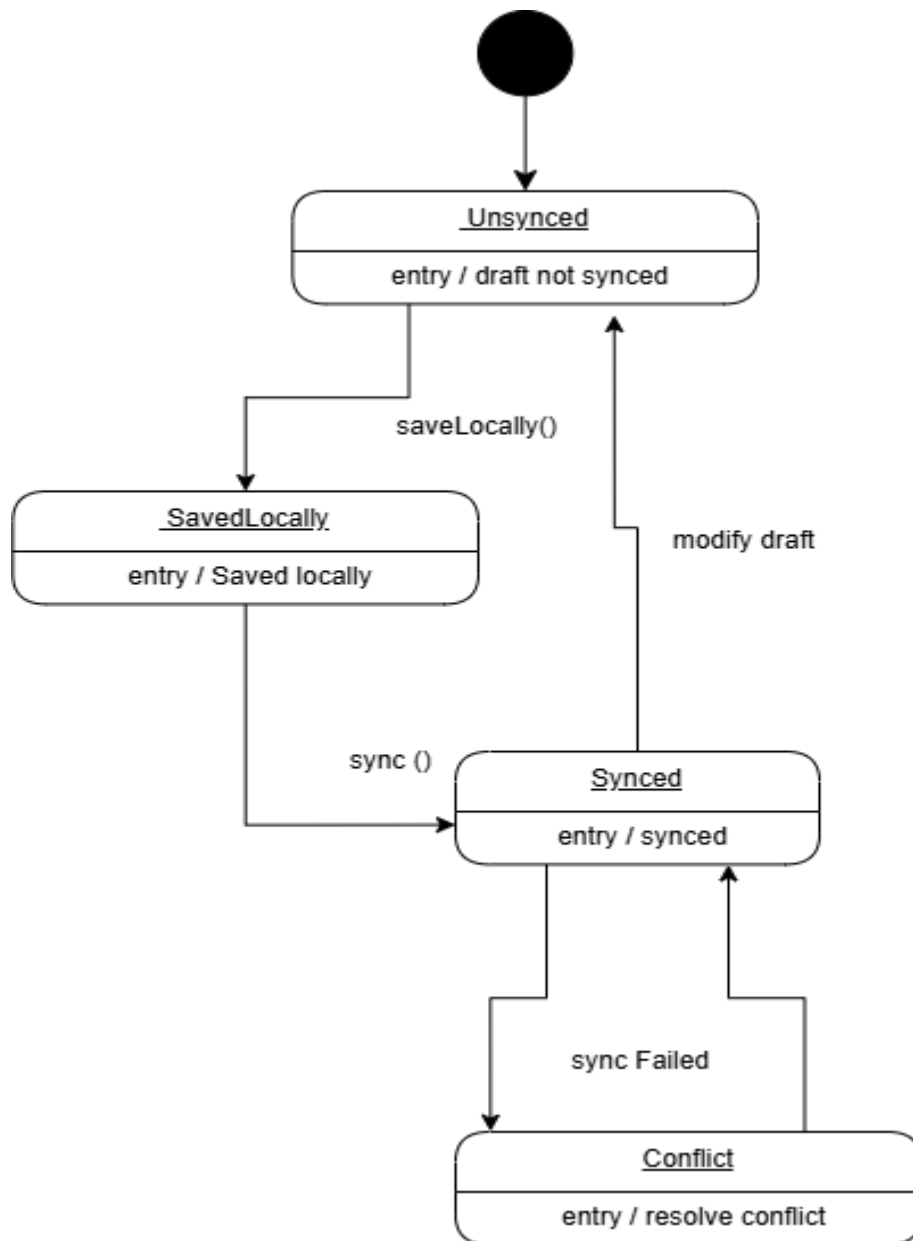 Unsynced
entry / draft not synced
saveLocally()
SavedLocally
entry / Saved locally
modify draft
sync ()
Synced
entry / synced
sync Failed
Conflict
entry / resolve conflict